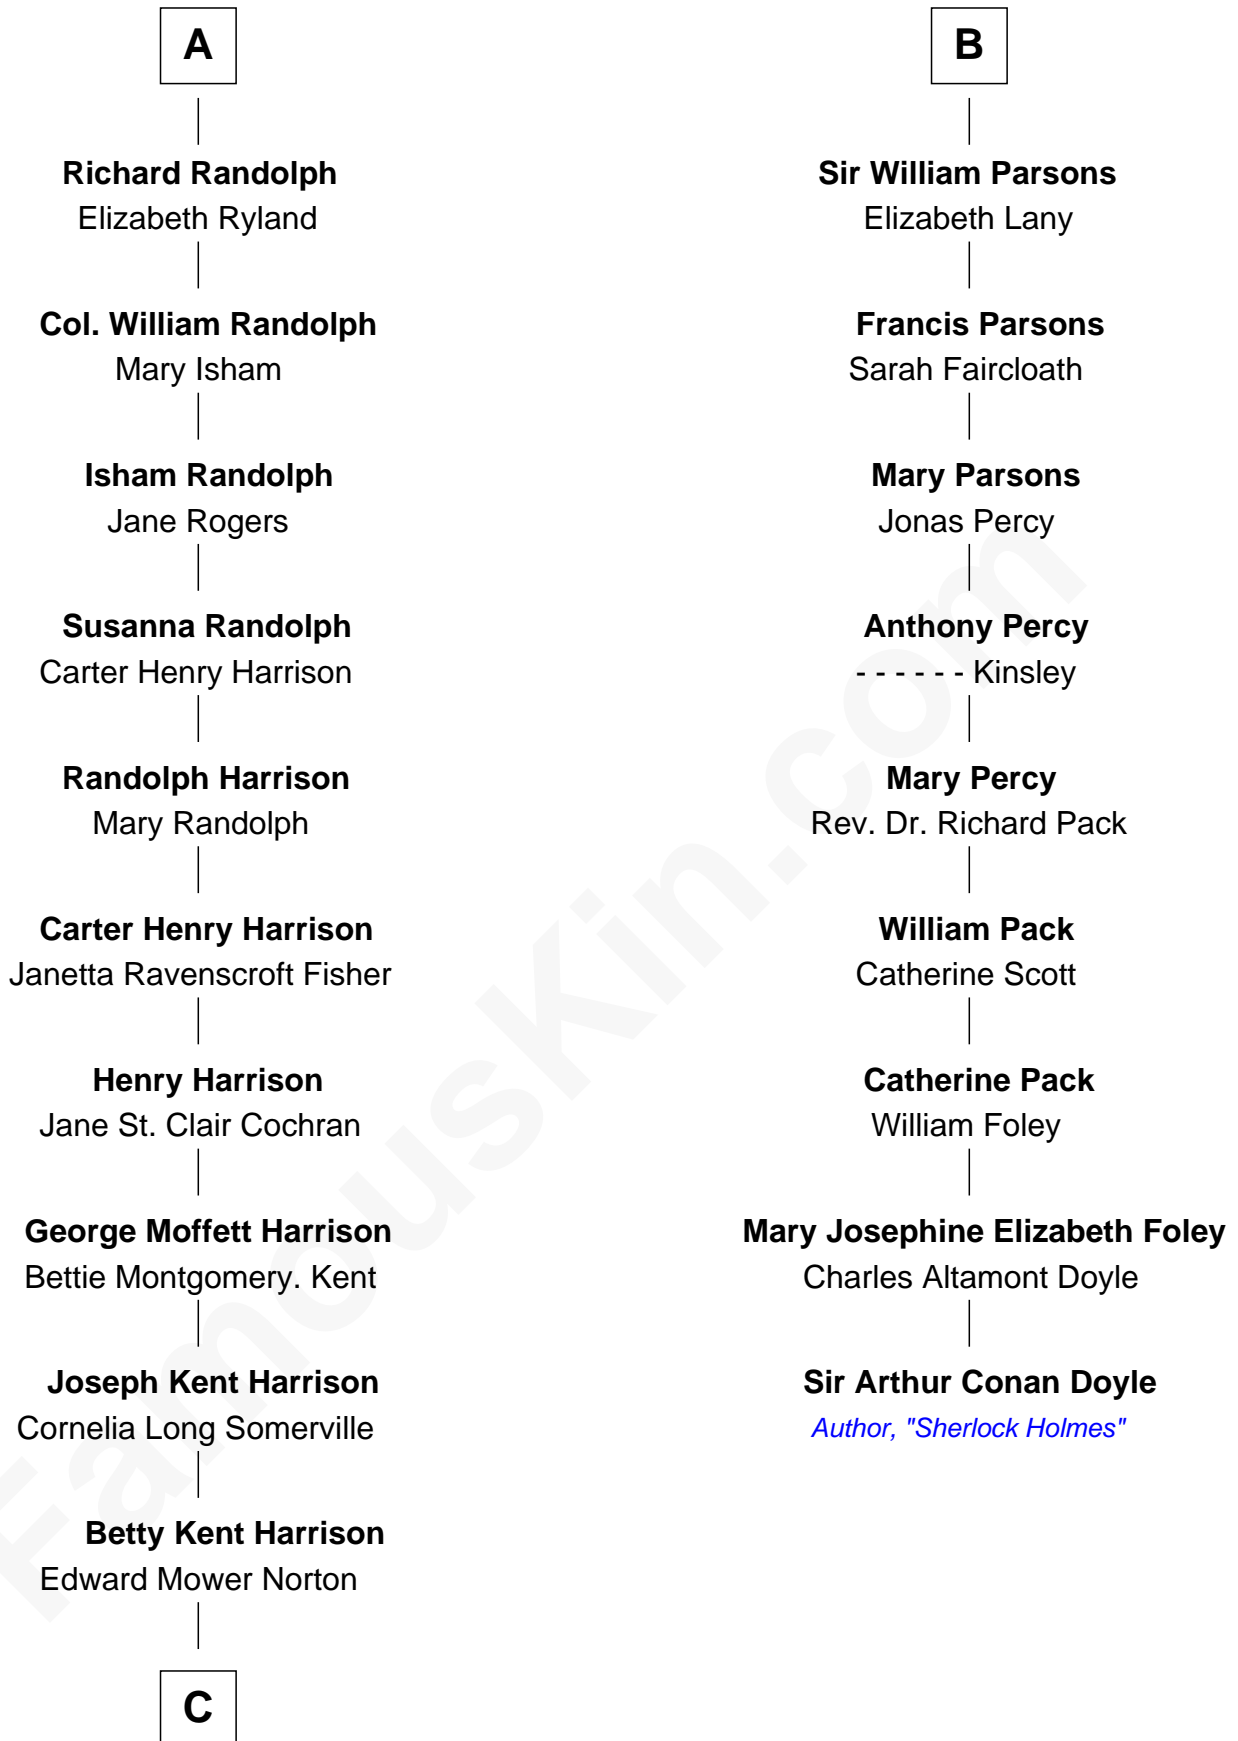 A
Richard Randolph
Elizabeth Ryland
Col. William Randolph
Mary Isham
Isham Randolph
Jane Rogers
Susanna Randolph
Carter Henry Harrison
Randolph Harrison
Mary Randolph
Carter Henry Harrison
Janetta Ravenscroft Fisher
Henry Harrison
Jane St. Clair Cochran
George Moffett Harrison
Bettie Montgomery. Kent
Joseph Kent Harrison
Cornelia Long Somerville
Betty Kent Harrison
Edward Mower Norton
C
B
Sir William Parsons
Elizabeth Lany
Francis Parsons
Sarah Faircloath
Mary Parsons
Jonas Percy
Anthony Percy
- - - - - - Kinsley
Mary Percy
Rev. Dr. Richard Pack
William Pack
Catherine Scott
Catherine Pack
William Foley
Mary Josephine Elizabeth Foley
Charles Altamont Doyle
Sir Arthur Conan Doyle
Author, "Sherlock Holmes"
FamousKin.com